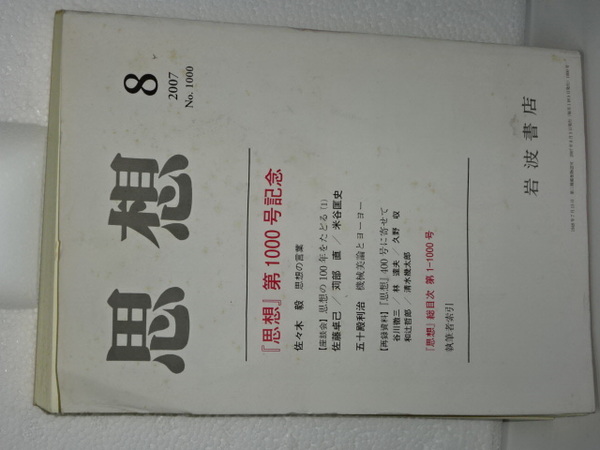 思想
8
2007
No. 1000
『思想』第1000号記念
佐々木 毅 思想の言葉
【座談会】思想の100年をたどる(1)
佐藤卓己／苅部 直／米谷匡史
五十殿利治 機械美論とヨーヨー
【再録資料】『思想』400号に寄せて
谷川徹三／林 達夫／久野 収
和辻哲郎／清水幾太郎
『思想』総目次 第1−1000号
執筆者索引
岩波書店